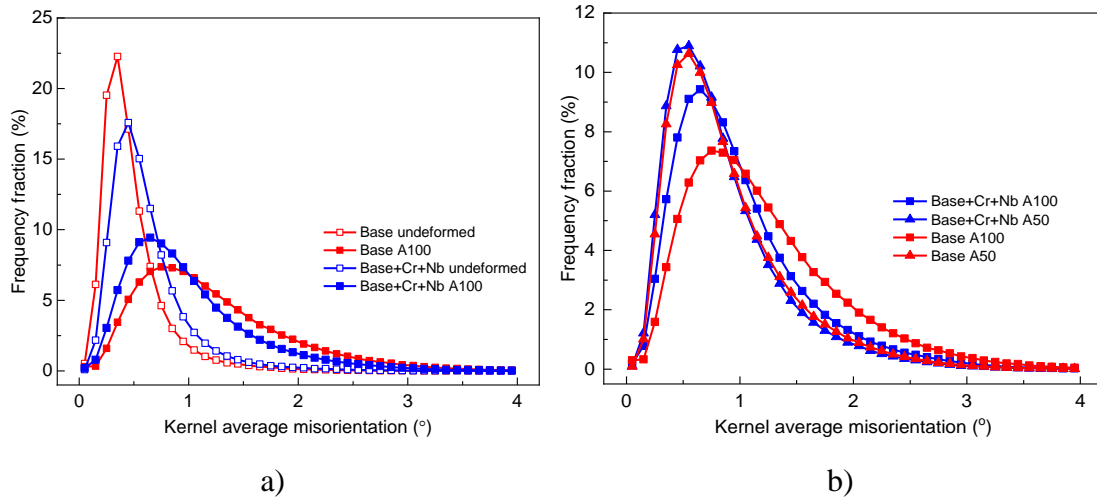 25
20
15
10
5
0
Frequency fraction (%)
Base undeformed
Base A100
Base+Cr+Nb undeformed
Base+Cr+Nb A100
0 1 2 3 4
Kernel average misorientation (°)
a)
b)
12
10
8
6
4
2
0
Frequency fraction (%)
Base+Cr+Nb A100
Base+Cr+Nb A50
Base A100
Base A50
0 1 2 3 4
Kernel average misorientation (°)
b)